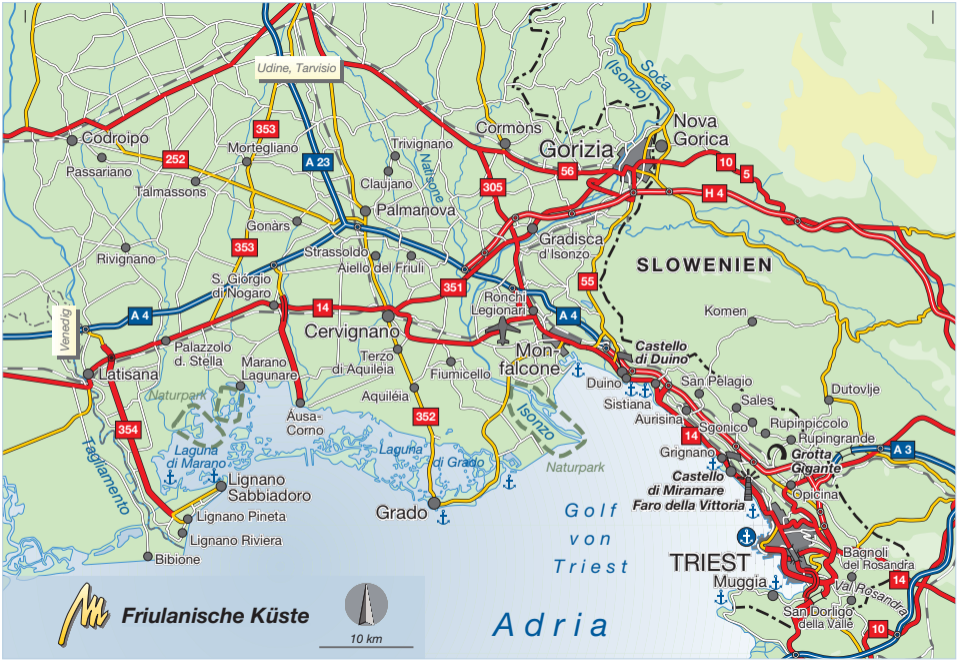 Udine, Tarvisio
Soča
(Isonzo)
Nova
Gorica
Codroipo
353
Mortegliano
Trivignano
Cormòns
Gorizia
Passariano
252
A 23
56
10
5
Talmassons
Claujano
Natisone
305
H 4
Palmanova
Gonàrs
Gradisca
d'Isonzo
353
Strassoldo
Aiello del Friuli
SLOWENIEN
Rivignano
S. Giorgio
di Nogaro
351
55
Ronchi
Legionari
14
A 4
A 4
Komen
Venedig
Cervignano
Mon-
falcone
Castello
di Duino
Palazzolo
d. Stella
Marano
Lagunare
Terzo
di Aquileia
Fiumicello
Latisana
Duino
San Pelagio
Dutovlje
Naturpark
Aquiléia
Sistiana
Sales
Ausa-
Corno
352
Isonzo
Aurisina
Sgonico
Rupinpiccolo
354
14
Rupingrande
Tagliamento
Laguna
di Marano
Laguna di Grado
Naturpark
Grignano
Grotta
Gigante
A 3
Lignano
Sabbiadoro
Castello
di Miramare
Faro della Vittoria
Opicina
Grado
Golf
von
Triest
Lignano Pineta
Lignano Riviera
Bibione
TRIEST
Bagnoli
del Rosandra
Muggia
Val Rosandra
14
San Dorligo
della Valle
10
Friulanische Küste
10 km
Adria